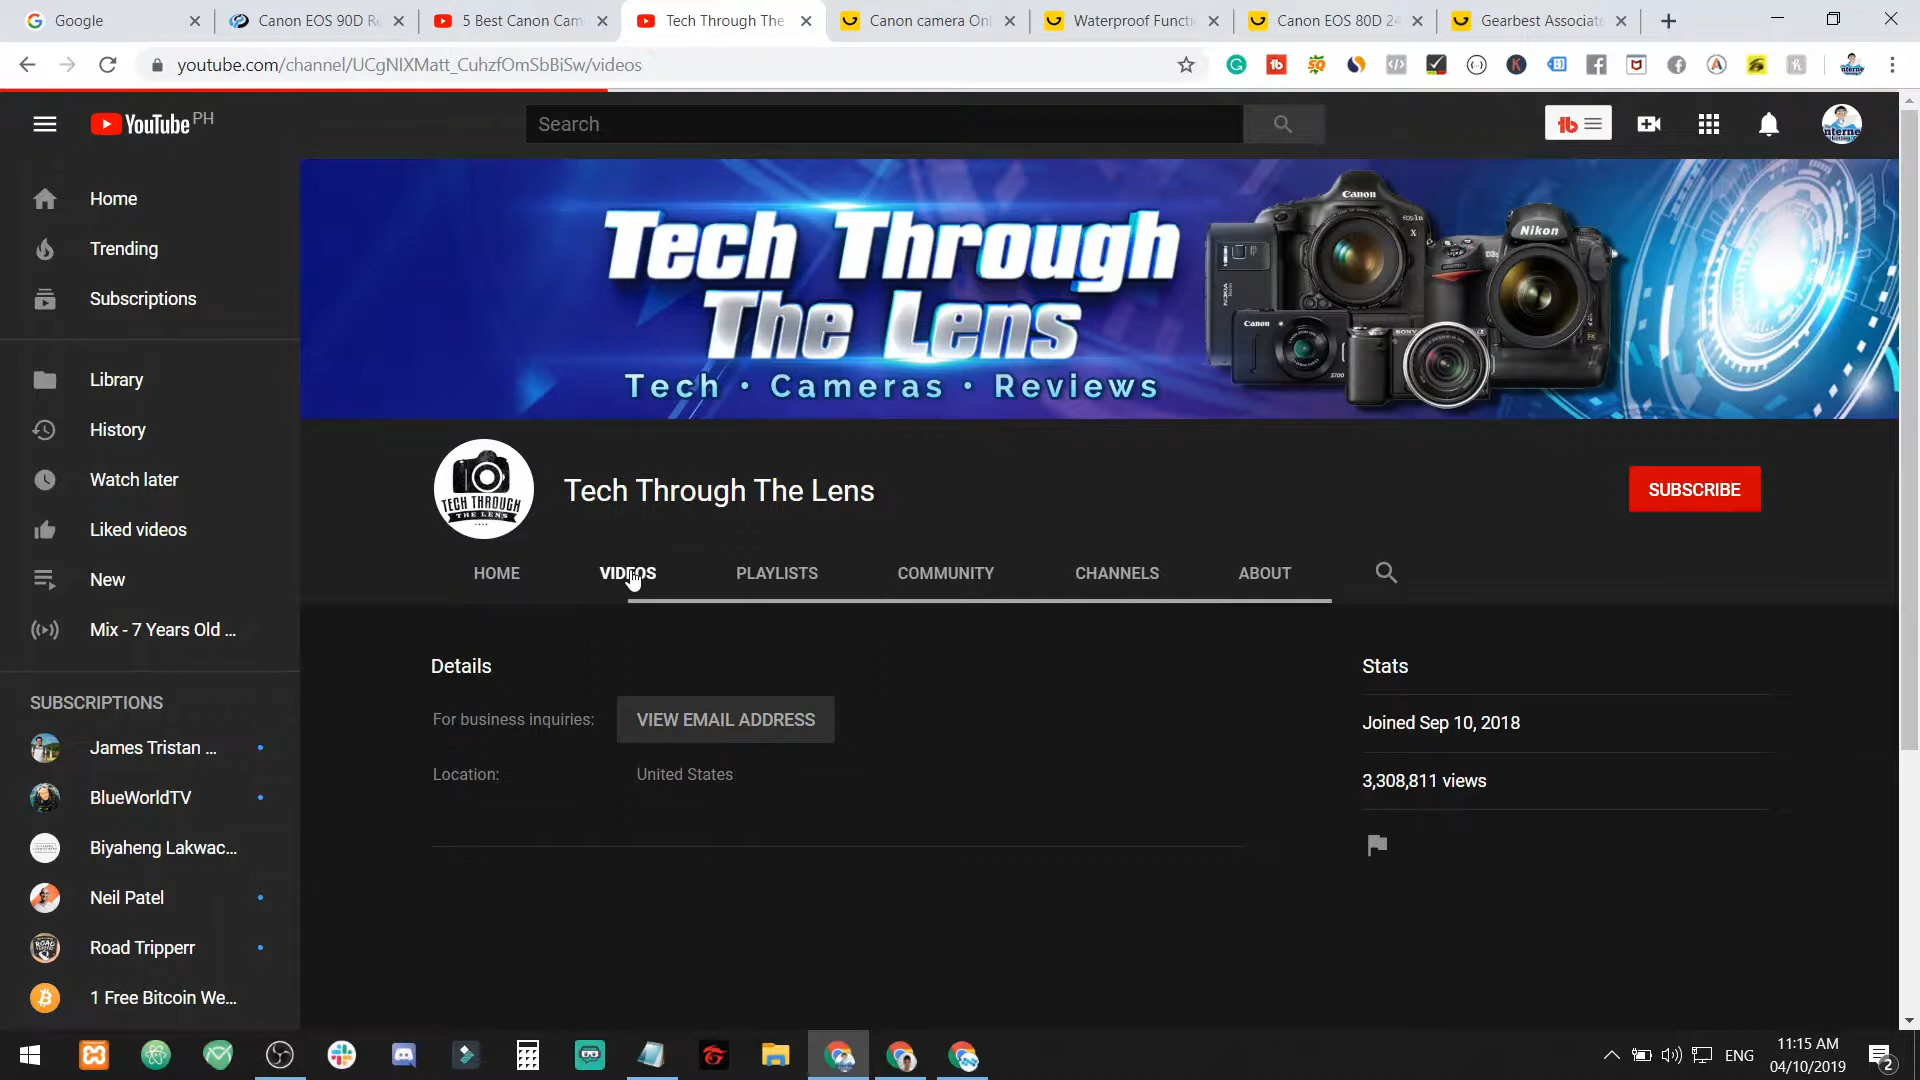 Google
Canon EOS 90D Re
5 Best Canon Cam
Tech Through The
Canon camera Onl
Waterproof Functi
Canon EOS 80D 24
Gearbest Associate
youtube.com/channel/UCgNIXMatt_CuhzfOmSbBiSw/videos
YouTube PH
Search
Home
Trending
Subscriptions
Library
History
Watch later
Liked videos
New
Mix - 7 Years Old ...
SUBSCRIPTIONS
James Tristan ...
BlueWorldTV
Biyaheng Lakwac...
Neil Patel
Road Tripperr
1 Free Bitcoin We...
Tech Through
The Lens
Tech • Cameras • Reviews
Canon
Nikon
Canon
SONY
TECH THROUGH
THE LENS
Tech Through The Lens
SUBSCRIBE
HOME
VIDEOS
PLAYLISTS
COMMUNITY
CHANNELS
ABOUT
Details
For business inquiries:
VIEW EMAIL ADDRESS
Location:
United States
Stats
Joined Sep 10, 2018
3,308,811 views
ENG
11:15 AM
04/10/2019
2